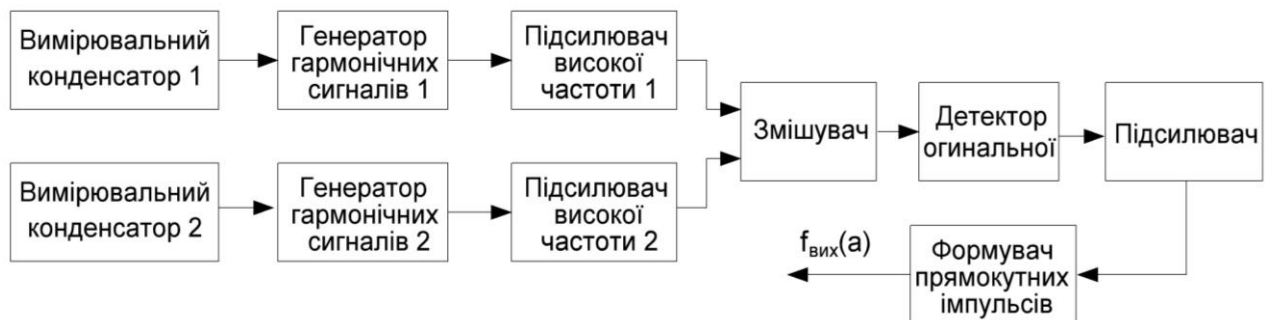 Вимірювальний
конденсатор 1
Генератор
гармонічних
сигналів 1
Підсилювач
високої
частоти 1
Змішувач
Детектор
огинальної
Підсилювач
Вимірювальний
конденсатор 2
Генератор
гармонічних
сигналів 2
Підсилювач
високої
частоти 2
fвих(a)
Формувач
прямокутних
імпульсів